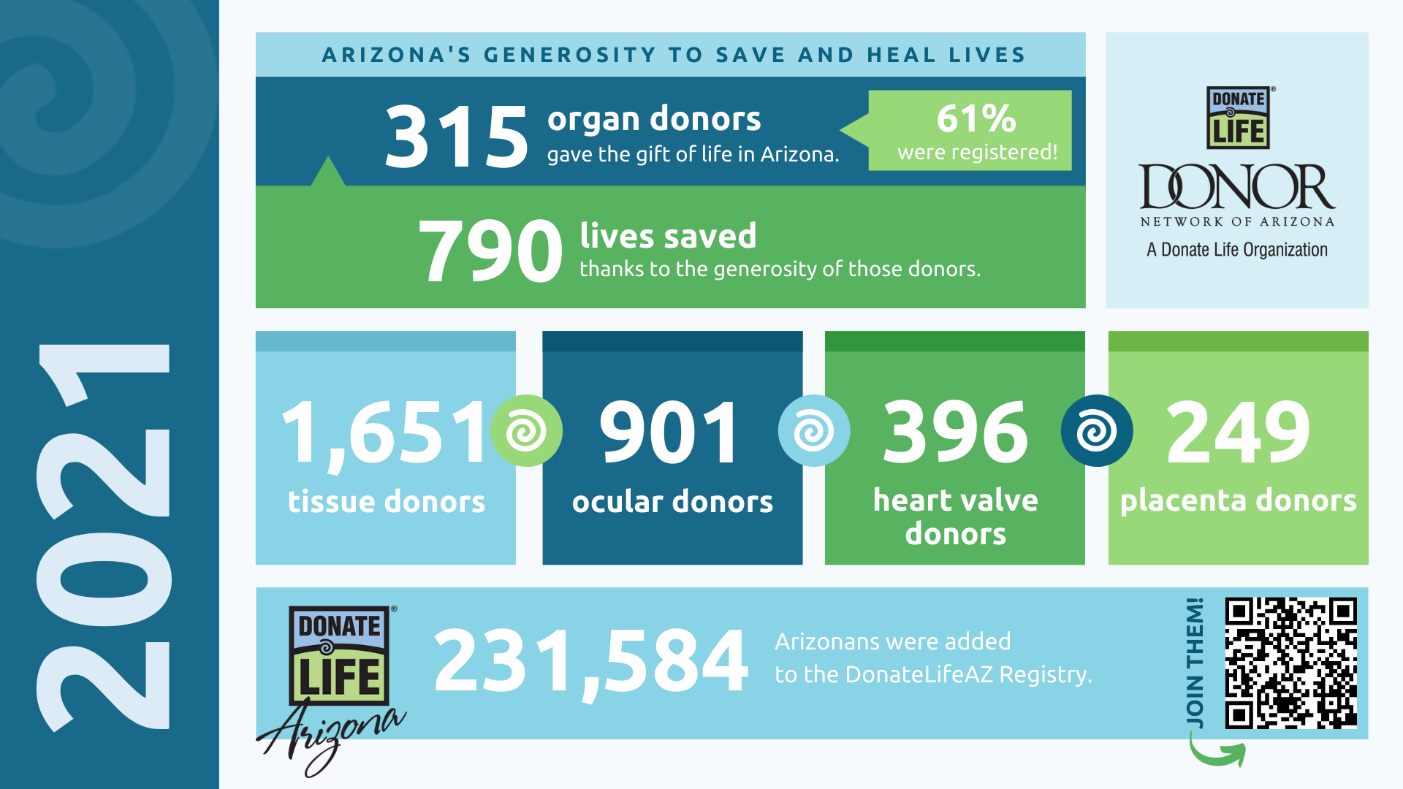 2021
ARIZONA'S GENEROSITY TO SAVE AND HEAL LIVES
315 organ donors
gave the gift of life in Arizona.
61%
were registered!
790 lives saved
thanks to the generosity of those donors.
DONATE
LIFE
®
DONOR
NETWORK OF ARIZONA
A Donate Life Organization
1,651
tissue donors
901
ocular donors
396
heart valve
donors
249
placenta donors
DONATE
LIFE
®
Arizona
231,584
Arizonans were added
to the DonateLifeAZ Registry.
JOIN THEM!